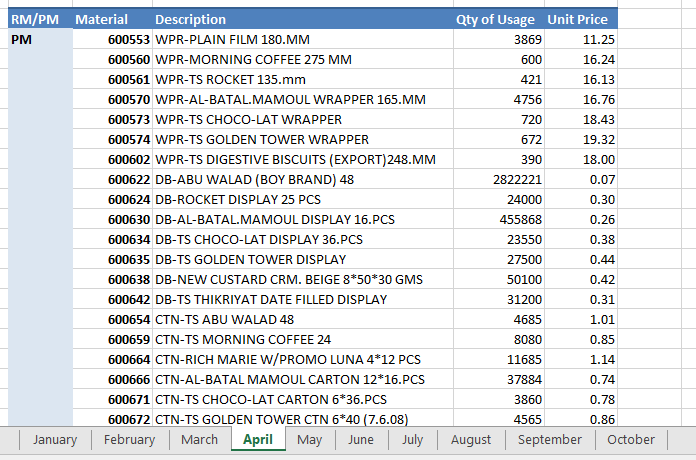 RM/PM Material Description Qty of Usage Unit Price
PM 600553 WPR-PLAIN FILM 180.MM 3869 11.25
600560 WPR-MORNING COFFEE 275 MM 600 16.24
600561 WPR-TS ROCKET 135.mm 421 16.13
600570 WPR-AL-BATAL.MAMOUL WRAPPER 165.MM 4756 16.76
600573 WPR-TS CHOCO-LAT WRAPPER 720 18.43
600574 WPR-TS GOLDEN TOWER WRAPPER 672 19.32
600602 WPR-TS DIGESTIVE BISCUITS (EXPORT)248.MM 390 18.00
600622 DB-ABU WALAD (BOY BRAND) 48 2822221 0.07
600624 DB-ROCKET DISPLAY 25 PCS 24000 0.30
600630 DB-AL-BATAL.MAMOUL DISPLAY 16.PCS 455868 0.26
600634 DB-TS CHOCO-LAT DISPLAY 36.PCS 23550 0.38
600635 DB-TS GOLDEN TOWER DISPLAY 27500 0.44
600638 DB-NEW CUSTARD CRM. BEIGE 8*50*30 GMS 50100 0.42
600642 DB-TS THIKRIYAT DATE FILLED DISPLAY 31200 0.31
600654 CTN-TS ABU WALAD 48 4685 1.01
600659 CTN-TS MORNING COFFEE 24 8080 0.85
600664 CTN-RICH MARIE W/PROMO LUNA 4*12 PCS 11685 1.14
600666 CTN-AL-BATAL MAMOUL CARTON 12*16.PCS 37884 0.74
600671 CTN-TS CHOCO-LAT CARTON 6*36.PCS 3860 0.78
600672 CTN-TS GOLDEN TOWER CTN 6*40 (7.6.08) 4565 0.86
January February March April May June July August September October